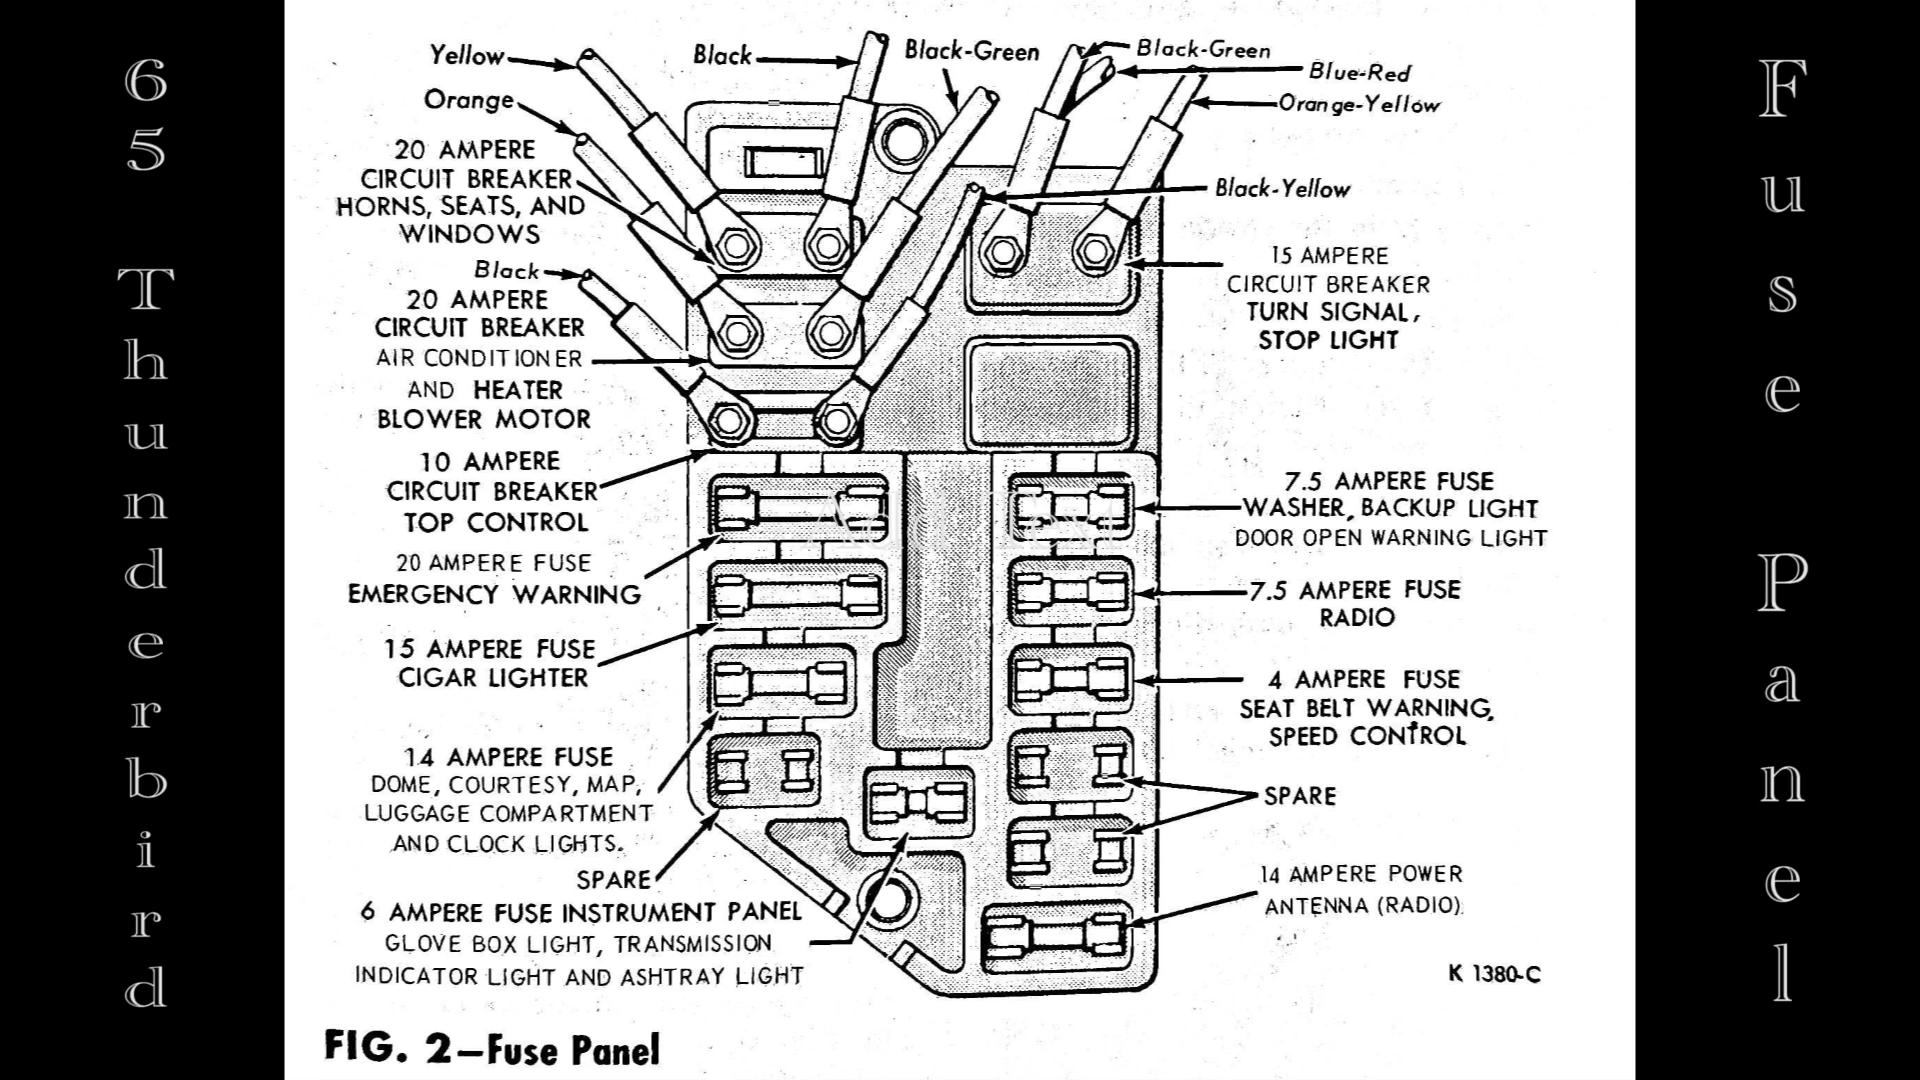 65 Thunderbird
Yellow
Orange
20 AMPERE
CIRCUIT BREAKER
HORNS, SEATS, AND
WINDOWS
Black
20 AMPERE
CIRCUIT BREAKER
AIR CONDITIONER
AND HEATER
BLOWER MOTOR
10 AMPERE
CIRCUIT BREAKER
TOP CONTROL
20 AMPERE FUSE
EMERGENCY WARNING
15 AMPERE FUSE
CIGAR LIGHTER
14 AMPERE FUSE
DOME, COURTESY, MAP,
LUGGAGE COMPARTMENT
AND CLOCK LIGHTS.
SPARE
6 AMPERE FUSE INSTRUMENT PANEL
GLOVE BOX LIGHT, TRANSMISSION
INDICATOR LIGHT AND ASHTRAY LIGHT
Black
Black-Green
Black-Green
Blue-Red
Orange-Yellow
Black-Yellow
15 AMPERE
CIRCUIT BREAKER
TURN SIGNAL,
STOP LIGHT
Add Text
7.5 AMPERE FUSE
WASHER, BACKUP LIGHT
DOOR OPEN WARNING LIGHT
7.5 AMPERE FUSE
RADIO
4 AMPERE FUSE
SEAT BELT WARNING,
SPEED CONTROL
SPARE
14 AMPERE POWER
ANTENNA (RADIO)
K 1380-C
FIG. 2—Fuse Panel
Fuse Panel